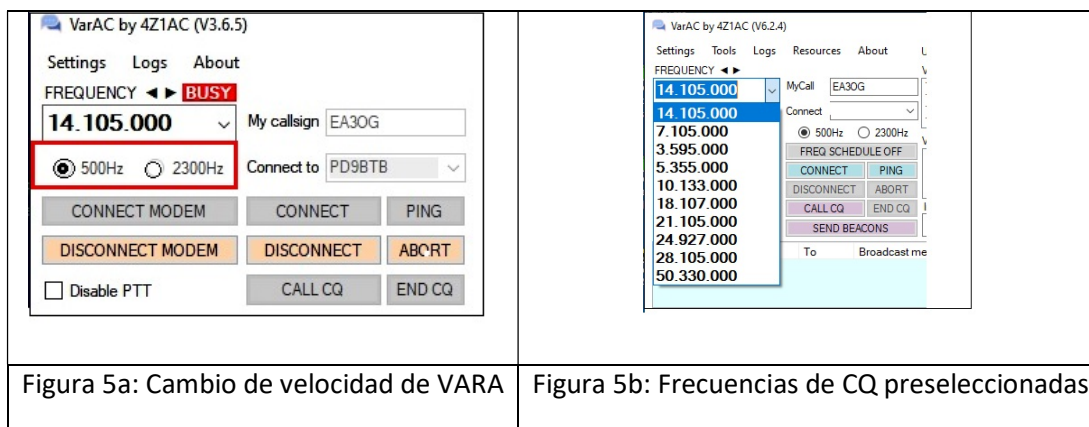 VarAC by 4Z1AC (V3.6.5)
Settings Logs About
FREQUENCY ◄ ► BUSY
14.105.000
My callsign EA3OG
500Hz 2300Hz
Connect to PD9BTB
CONNECT MODEM CONNECT PING
DISCONNECT MODEM DISCONNECT ABORT
Disable PTT CALL CQ END CQ
VarAC by 4Z1AC (V6.2.4)
Settings Tools Logs Resources About
FREQUENCY ◄ ►
14.105.000
MyCall EA3OG
14.105.000
Connect
7.105.000
500Hz 2300Hz
3.595.000
FREQ SCHEDULE OFF
5.355.000
CONNECT PING
10.133.000
DISCONNECT ABORT
18.107.000
CALL CQ END CQ
21.105.000
SEND BEACONS
24.927.000
To Broadcast me
28.105.000
50.330.000
Figura 5a: Cambio de velocidad de VARA
Figura 5b: Frecuencias de CQ preseleccionadas